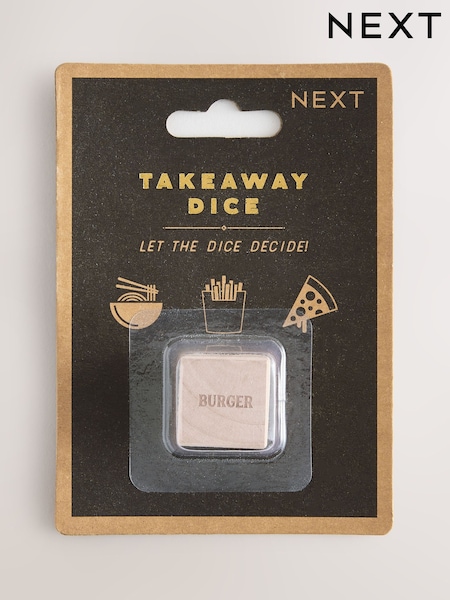 NEXT
NEXT
TAKEAWAY
DICE
LET THE DICE DECIDE!
BURGER